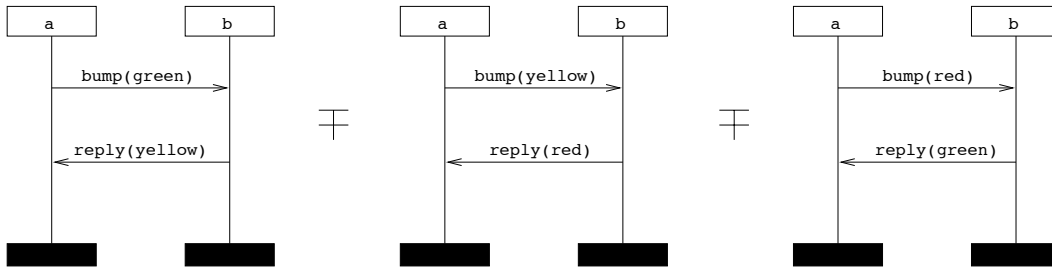 a b a b a b
bump(green) bump(yellow) bump(red)
∓ ∓
reply(yellow) reply(red) reply(green)